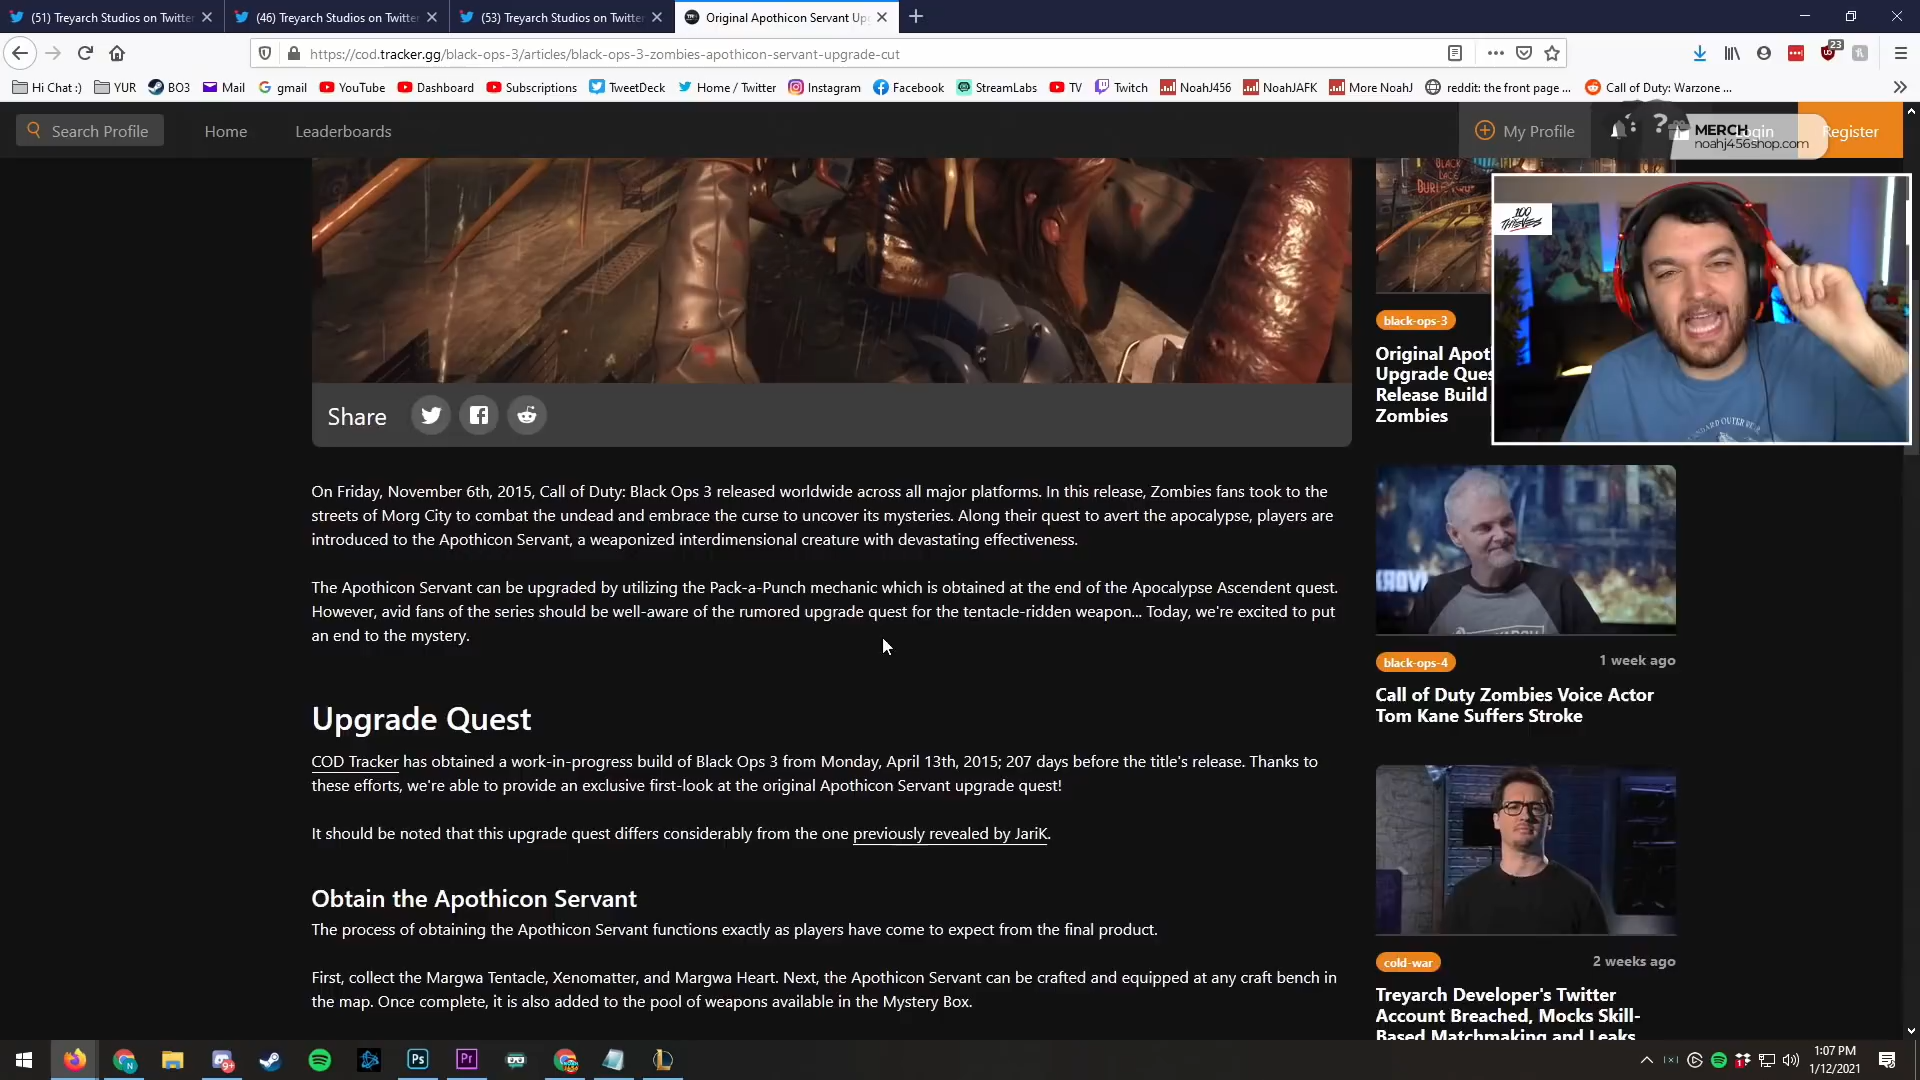 (51) Treyarch Studios on Twitter
(46) Treyarch Studios on Twitter
(53) Treyarch Studios on Twitter
Original Apothicon Servant Up
https://cod.tracker.gg/black-ops-3/articles/black-ops-3-zombies-apothicon-servant-upgrade-cut
23
Hi Chat :)
YUR
BO3
Mail
gmail
YouTube
Dashboard
Subscriptions
TweetDeck
Home / Twitter
Instagram
Facebook
StreamLabs
TV
Twitch
NoahJ456
NoahJAFK
More NoahJ
reddit: the front page ...
Call of Duty: Warzone ...
Search Profile
Home
Leaderboards
My Profile
MERCH
noahj456shop.com
Register
100
THIEVES
Share
black-ops-3
Original Apot
Upgrade Ques
Release Build
Zombies
On Friday, November 6th, 2015, Call of Duty: Black Ops 3 released worldwide across all major platforms. In this release, Zombies fans took to the
streets of Morg City to combat the undead and embrace the curse to uncover its mysteries. Along their quest to avert the apocalypse, players are
introduced to the Apothicon Servant, a weaponized interdimensional creature with devastating effectiveness.
The Apothicon Servant can be upgraded by utilizing the Pack-a-Punch mechanic which is obtained at the end of the Apocalypse Ascendent quest.
However, avid fans of the series should be well-aware of the rumored upgrade quest for the tentacle-ridden weapon... Today, we're excited to put
an end to the mystery.
Upgrade Quest
COD Tracker has obtained a work-in-progress build of Black Ops 3 from Monday, April 13th, 2015; 207 days before the title's release. Thanks to
these efforts, we're able to provide an exclusive first-look at the original Apothicon Servant upgrade quest!
It should be noted that this upgrade quest differs considerably from the one previously revealed by JariK.
Obtain the Apothicon Servant
The process of obtaining the Apothicon Servant functions exactly as players have come to expect from the final product.
First, collect the Margwa Tentacle, Xenomatter, and Margwa Heart. Next, the Apothicon Servant can be crafted and equipped at any craft bench in
the map. Once complete, it is also added to the pool of weapons available in the Mystery Box.
black-ops-4
1 week ago
Call of Duty Zombies Voice Actor
Tom Kane Suffers Stroke
cold-war
2 weeks ago
Treyarch Developer's Twitter
Account Breached, Mocks Skill-
Based Matchmaking and Leaks
Ps
Pr
9+
1:07 PM
1/12/2021